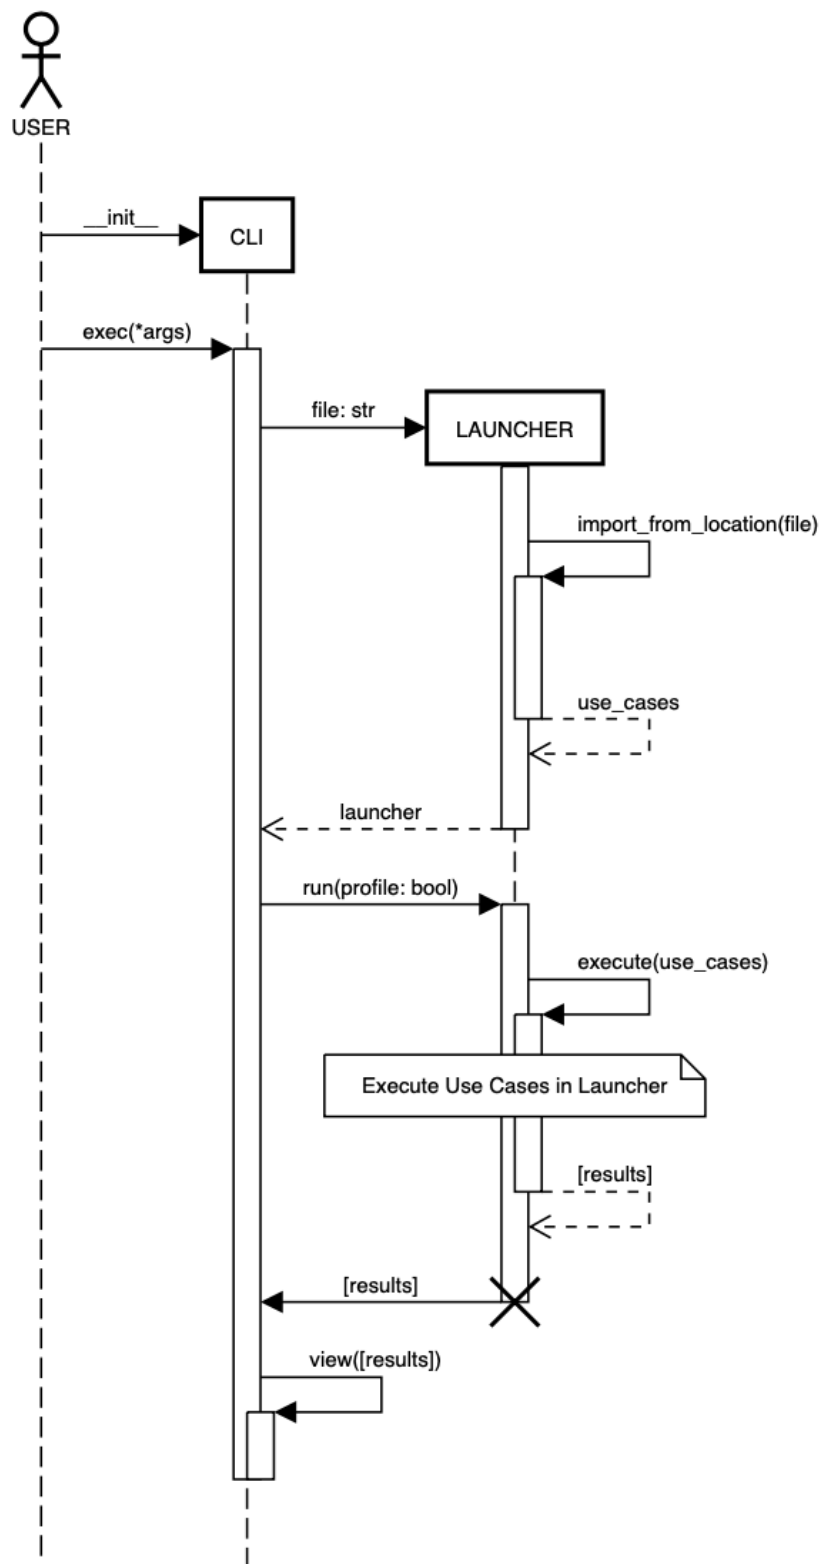 USER
__init__
CLI
exec(*args)
file: str
LAUNCHER
import_from_location(file)
use_cases
launcher
run(profile: bool)
execute(use_cases)
Execute Use Cases in Launcher
[results]
[results]
view([results])